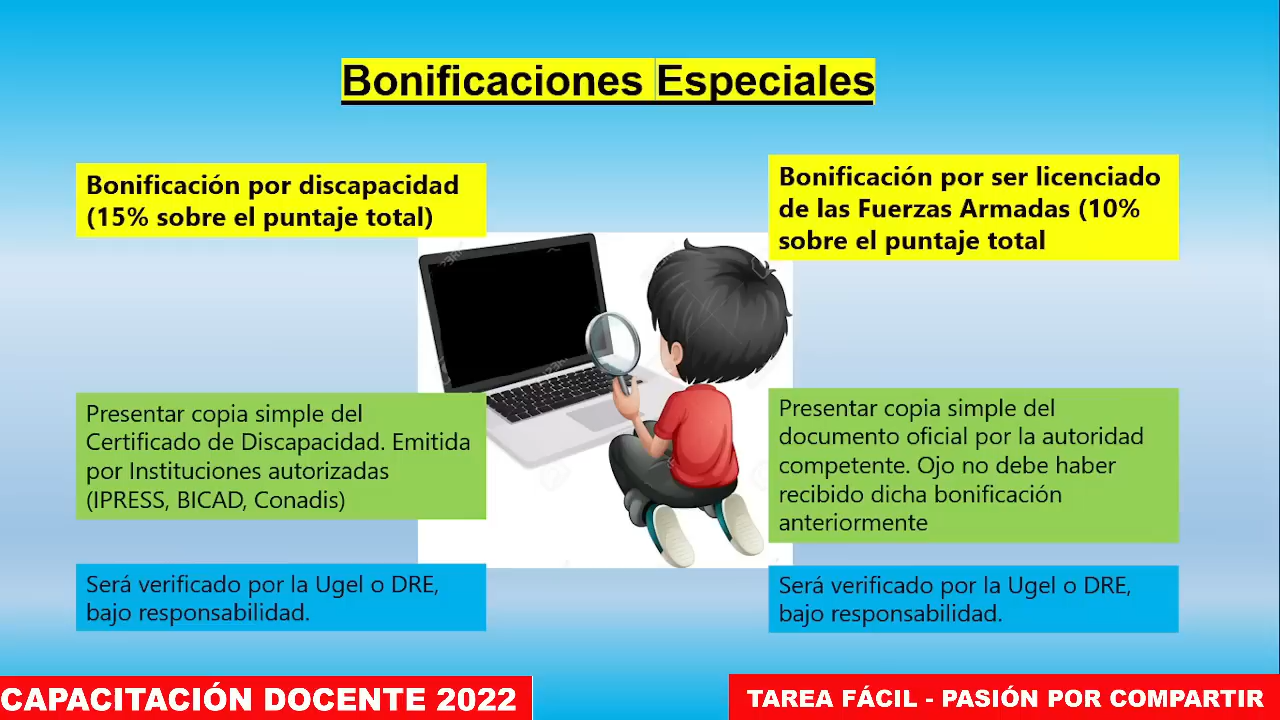 Bonificaciones Especiales
Bonificación por discapacidad
(15% sobre el puntaje total)
Presentar copia simple del
Certificado de Discapacidad. Emitida
por Instituciones autorizadas
(IPRESS, BICAD, Conadis)
Será verificado por la Ugel o DRE,
bajo responsabilidad.
Bonificación por ser licenciado
de las Fuerzas Armadas (10%
sobre el puntaje total
Presentar copia simple del
documento oficial por la autoridad
competente. Ojo no debe haber
recibido dicha bonificación
anteriormente
Será verificado por la Ugel o DRE,
bajo responsabilidad.
CAPACITACIÓN DOCENTE 2022
TAREA FÁCIL - PASIÓN POR COMPARTIR